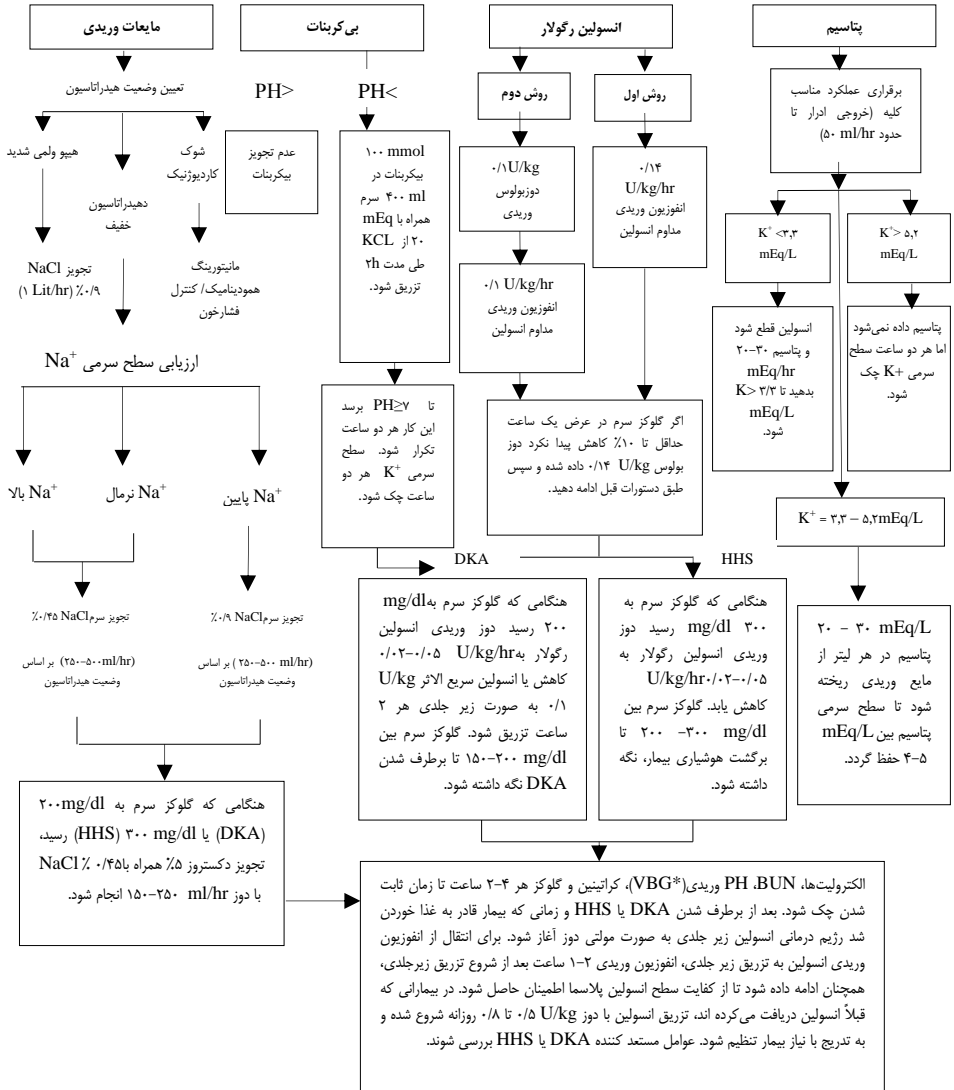 مایعات وریدی
تعیین وضعیت هیدراتاسیون
هیپو ولمی شدید
دهیدراتاسیون
خفیف
شوک
کاردیوژنیک
تجویز NaCl
٪۰/۹ (۱ Lit/hr)
مانیتورینگ
همودینامیک/ کنترل
فشارخون
ارزیابی سطح سرمی Na⁺
Na⁺ بالا
Na⁺ نرمال
Na⁺ پایین
تجویز سرم NaCl ۰/۴۵٪
(۲۵۰-۵۰۰ml/hr) بر اساس
وضعیت هیدراتاسیون
تجویز سرم NaCl ۰/۹٪
(۲۵۰-۵۰۰ ml/hr ) بر اساس
وضعیت هیدراتاسیون
هنگامی که گلوکز سرم به ۲۰۰mg/dl
(DKA) یا ۳۰۰ mg/dl (HHS) رسید،
تجویز دکستروز ۵٪ همراه با ۰/۴۵ ٪ NaCl
با دوز ۱۵۰-۲۵۰ ml/hr انجام شود.
بی‌کربنات
PH>
عدم تجویز
بیکربنات
PH<
۱۰۰ mmol
بیکربنات در
۴۰۰ ml سرم
همراه با mEq
۲۰ از KCL
طی مدت ۲h
تزریق شود.
تا PH≥۷ برسد
این کار هر دو ساعت
تکرار شود. سطح
سرمی K⁺ هر دو
ساعت چک شود.
انسولین رگولار
روش دوم
۰/۱U/kg
دوزبولوس
وریدی
۰/۱ U/kg/hr
انفوزیون وریدی
مداوم انسولین
روش اول
۰/۱۴
U/kg/hr
انفوزیون وریدی
مداوم انسولین
اگر گلوکز سرم در عرض یک ساعت
حداقل تا ۱۰٪ کاهش پیدا نکرد دوز
بولوس ۰/۱۴ U/kg داده شده و سپس
طبق دستورات قبل ادامه دهید.
DKA
هنگامی که گلوکز سرم به mg/dl
۲۰۰ رسید دوز وریدی انسولین
رگولار به ۰/۰۲-۰/۰۵ U/kg/hr
کاهش یا انسولین سریع الاثر U/kg
۰/۱ به صورت زیر جلدی هر ۲
ساعت تزریق شود. گلوکز سرم بین
۱۵۰-۲۰۰ mg/dl تا برطرف شدن
DKA نگه داشته شود.
HHS
هنگامی که گلوکز سرم به
۳۰۰ mg/dl رسید دوز
وریدی انسولین رگولار به
U/kg/hr۰/۰۲-۰/۰۵
کاهش یابد. گلوکز سرم بین
۲۰۰ -۳۰۰ mg/dl تا
برگشت هوشیاری بیمار، نگه
داشته شود.
پتاسیم
برقراری عملکرد مناسب
کلیه (خروجی ادرار تا
حدود ۵۰ ml/hr)
K⁺ <۳,۳
mEq/L
انسولین قطع شود
و پتاسیم ۲۰-۳۰
mEq/hr
بدهید تا K> ۳/۳
mEq/L
شود.
K⁺> ۵,۲
mEq/L
پتاسیم داده نمی‌شود
اما هر دو ساعت سطح
سرمی K+ چک
شود.
K⁺ = ۳,۳ – ۵,۲mEq/L
۲۰ - ۳۰ mEq/L
پتاسیم در هر لیتر از
مایع وریدی ریخته
شود تا سطح سرمی
پتاسیم بین mEq/L
۴-۵ حفظ گردد.
الکترولیت‌ها، BUN، PH وریدی(VBG*)، کراتینین و گلوکز هر ۴-۲ ساعت تا زمان ثابت
شدن چک شود. بعد از برطرف شدن DKA یا HHS و زمانی که بیمار قادر به غذا خوردن
شد رژیم درمانی انسولین زیر جلدی به صورت مولتی دوز آغاز شود. برای انتقال از انفوزیون
وریدی انسولین به تزریق زیر جلدی، انفوزیون وریدی ۲-۱ ساعت بعد از شروع تزریق زیرجلدی،
همچنان ادامه داده شود تا از کفایت سطح انسولین پلاسما اطمینان حاصل شود. در بیمارانی که
قبلاً انسولین دریافت می‌کرده اند، تزریق انسولین با دوز ۰/۵ U/kg تا ۰/۸ روزانه شروع شده و
به تدریج با نیاز بیمار تنظیم شود. عوامل مستعد کننده DKA یا HHS بررسی شوند.